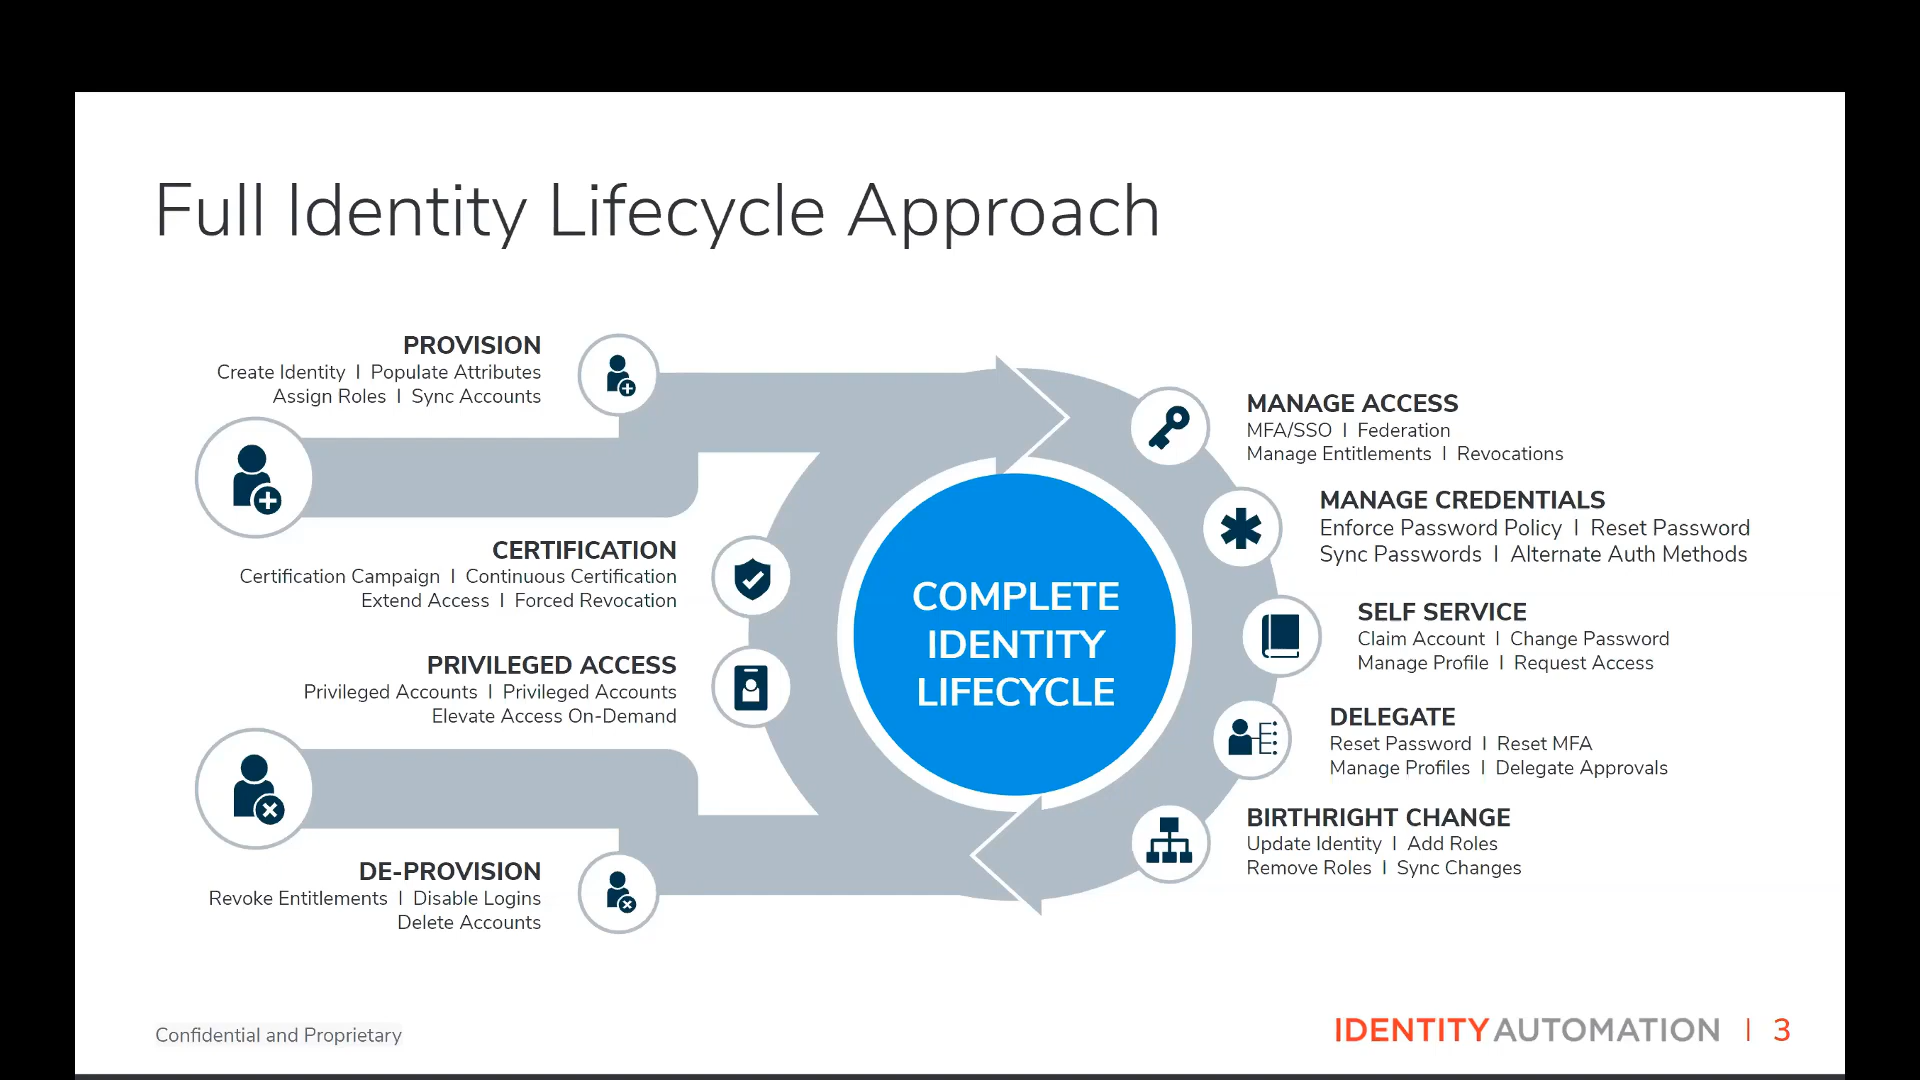 Full Identity Lifecycle Approach
PROVISION
Create Identity | Populate Attributes
Assign Roles | Sync Accounts
CERTIFICATION
Certification Campaign | Continuous Certification
Extend Access | Forced Revocation
PRIVILEGED ACCESS
Privileged Accounts | Privileged Accounts
Elevate Access On-Demand
DE-PROVISION
Revoke Entitlements | Disable Logins
Delete Accounts
COMPLETE
IDENTITY
LIFECYCLE
MANAGE ACCESS
MFA/SSO | Federation
Manage Entitlements | Revocations
MANAGE CREDENTIALS
Enforce Password Policy | Reset Password
Sync Passwords | Alternate Auth Methods
SELF SERVICE
Claim Account | Change Password
Manage Profile | Request Access
DELEGATE
Reset Password | Reset MFA
Manage Profiles | Delegate Approvals
BIRTHRIGHT CHANGE
Update Identity | Add Roles
Remove Roles | Sync Changes
Confidential and Proprietary
IDENTITY AUTOMATION | 3